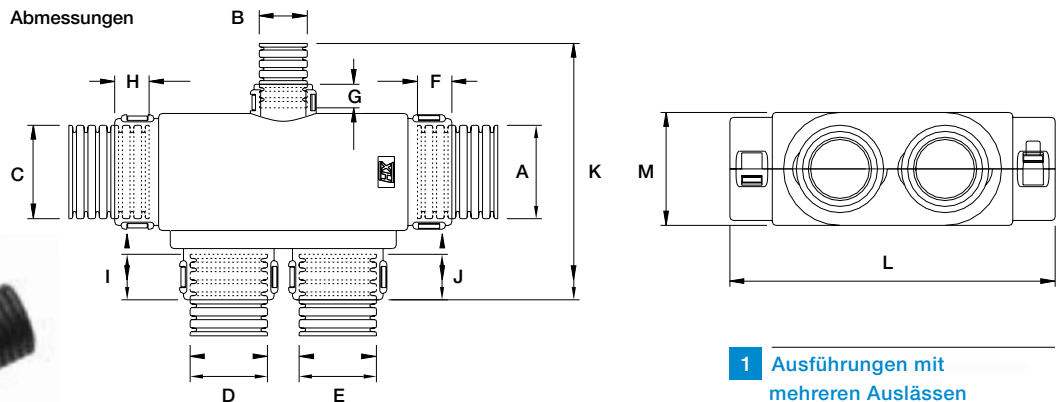 Abmessungen
B
H
G
F
C
A
K
I
J
D
E
M
L
1 Ausführungen mit
mehreren Auslässen